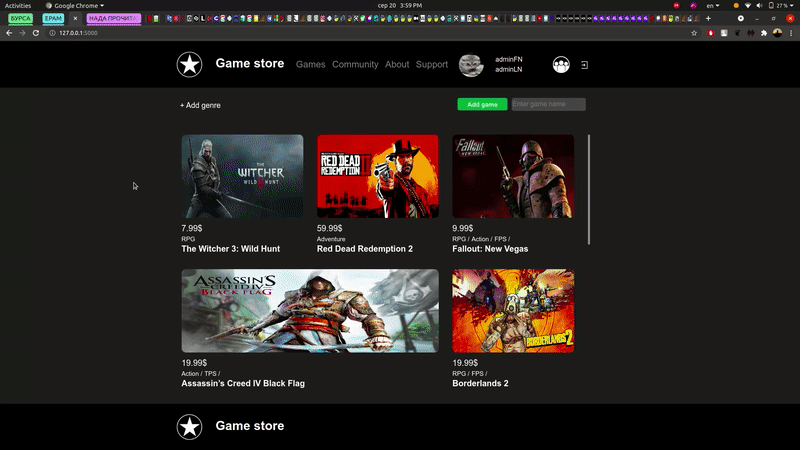 Activities
Google Chrome
сер 20 3:59 PM
en
27 %
БУРСА
EPAM
НАДА ПРОЧИТА
127.0.0.1:5000
Game store
Games
Community
About
Support
adminFN
adminLN
+ Add genre
Add game
Enter game name
THE WITCHER
WILD HUNT
RED DEAD
REDEMPTION II
Fallout
NEW VEGAS
7.99$
59.99$
9.99$
RPG
Adventure
RPG / Action / FPS /
The Witcher 3: Wild Hunt
Red Dead Redemption 2
Fallout: New Vegas
ASSASSIN'S
CREED IV
BLACK FLAG
BORDERLANDS 2
19.99$
19.99$
Action / TPS /
RPG / FPS /
Assassin's Creed IV Black Flag
Borderlands 2
Game store